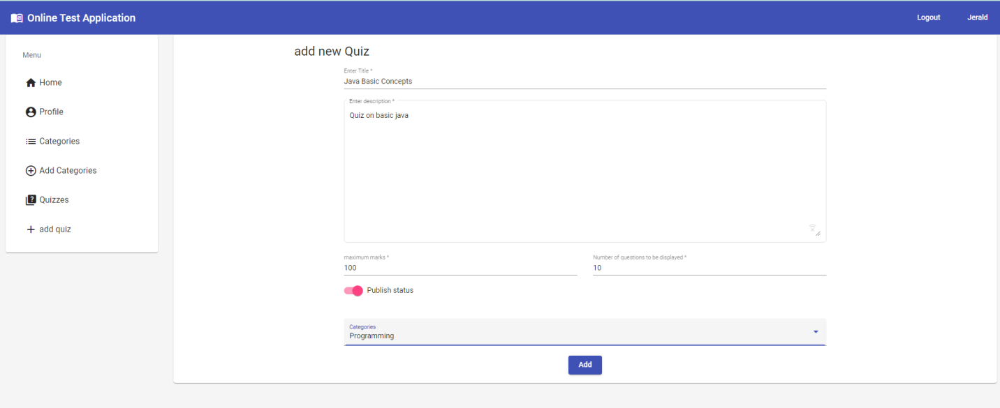 Online Test Application
Logout
Jerald
Menu
Home
Profile
Categories
Add Categories
Quizzes
add quiz
add new Quiz
Enter Title *
Java Basic Concepts
Enter description *
Quiz on basic java
maximum marks *
100
Number of questions to be displayed *
10
Publish status
Categories
Programming
Add